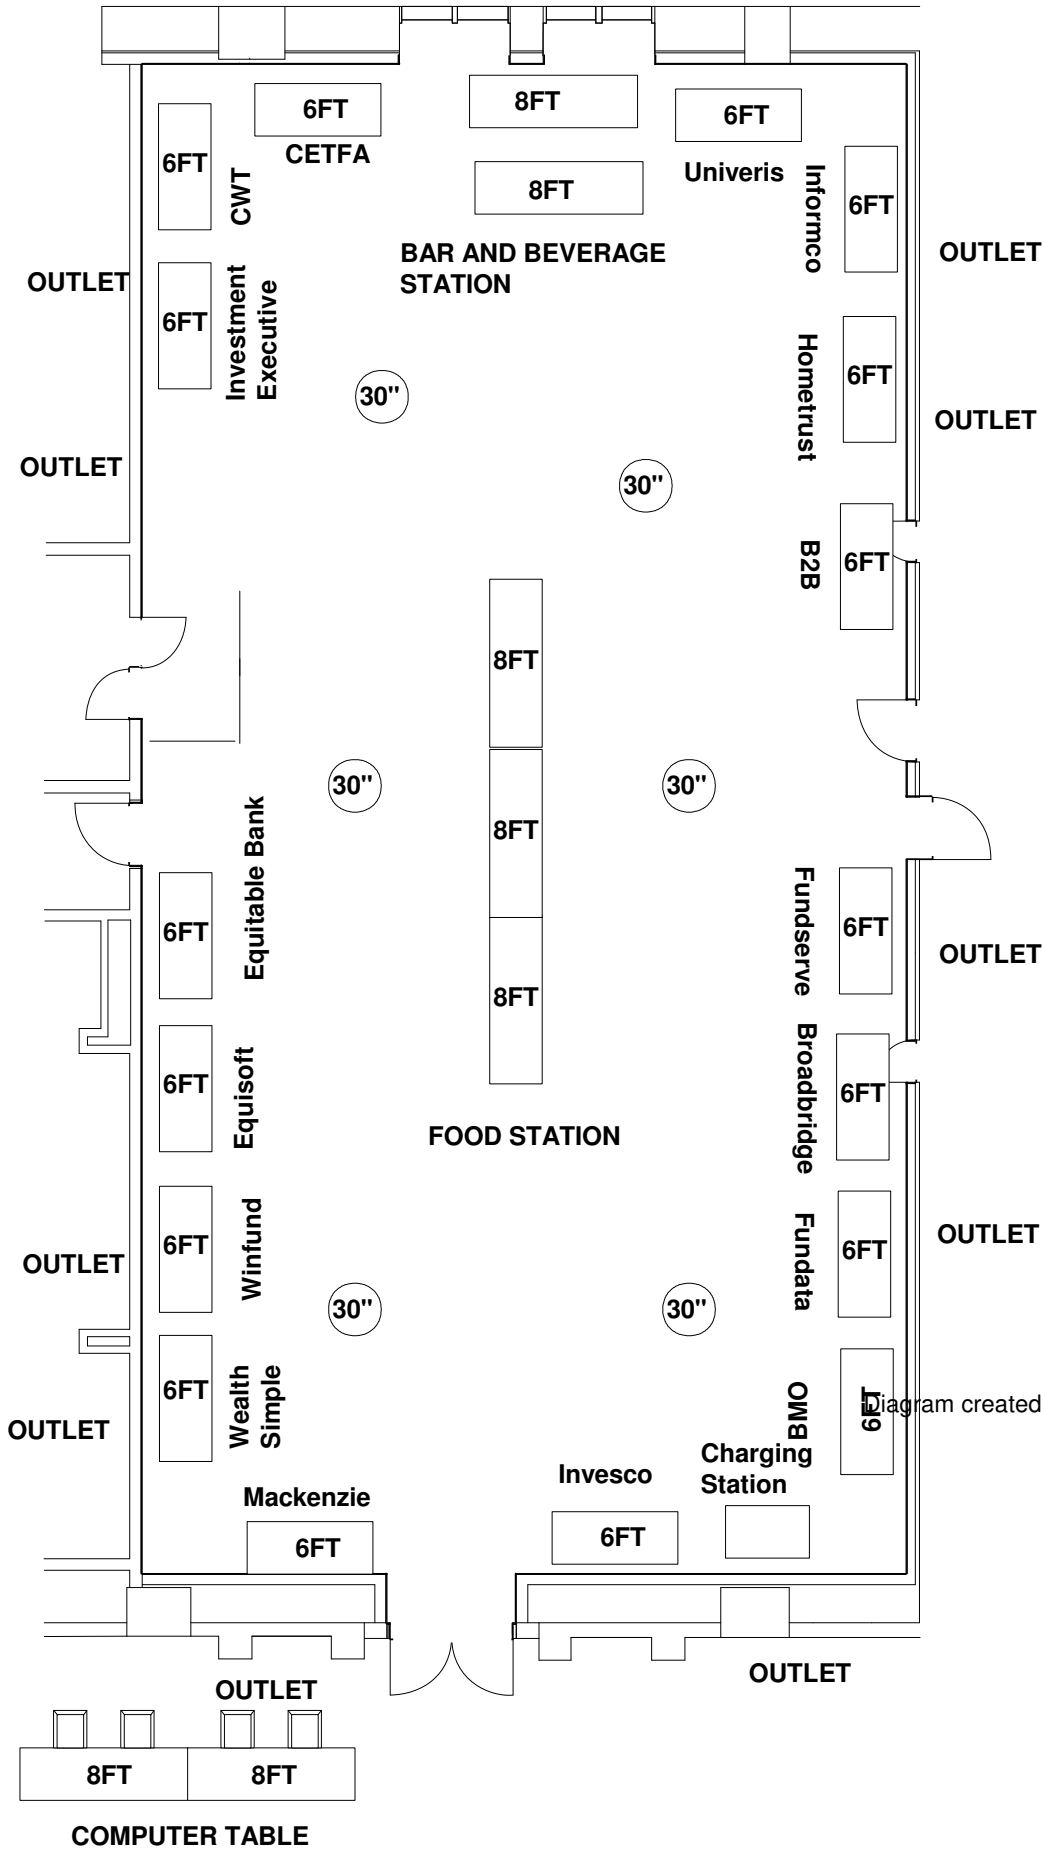 6FT
CETFA
8FT
6FT
Univeris
6FT
CWT
8FT
Informco
6FT
BAR AND BEVERAGE
STATION
OUTLET
OUTLET
6FT
Investment
Executive
30"
Hometrust
6FT
OUTLET
OUTLET
30"
B2B
6FT
8FT
30"
8FT
30"
6FT
Equitable Bank
8FT
Fundserve
6FT
OUTLET
6FT
Equisoft
Broadbridge
6FT
FOOD STATION
6FT
Winfund
Fundata
6FT
OUTLET
OUTLET
30"
30"
6FT
Wealth
Simple
BMO
6FT
Diagram created
OUTLET
Charging
Station
Invesco
Mackenzie
6FT
6FT
OUTLET
OUTLET
8FT
8FT
COMPUTER TABLE